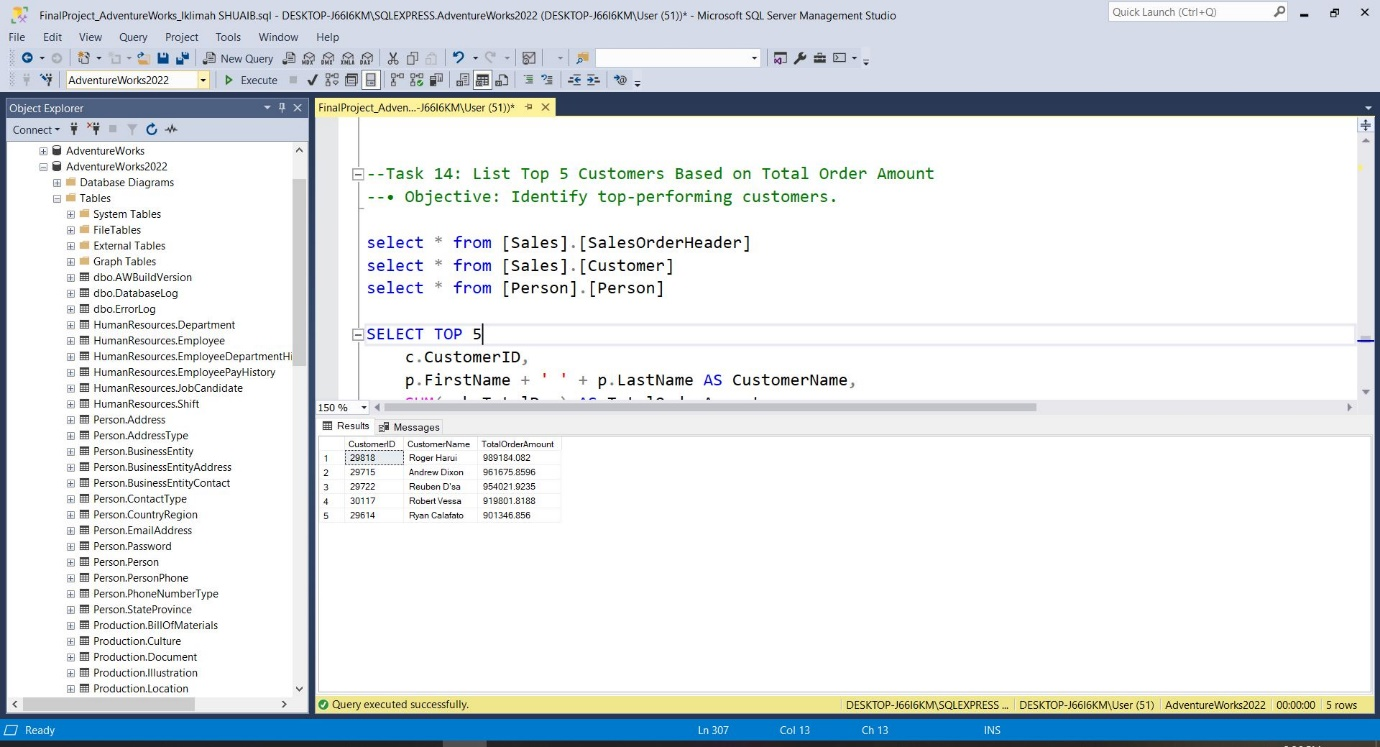 FinalProject_AdventureWorks_Iklimah SHUAIB.sql - DESKTOP-J66I6KM\SQLEXPRESS.AdventureWorks2022 (DESKTOP-J66I6KM\User (51))* - Microsoft SQL Server Management Studio
Quick Launch (Ctrl+Q)
File Edit View Query Project Tools Window Help
New Query
AdventureWorks2022
Execute
Object Explorer
FinalProject_Adven...-J66I6KM\User (51))*
Connect
AdventureWorks
AdventureWorks2022
Database Diagrams
Tables
System Tables
FileTables
External Tables
Graph Tables
dbo.AWBuildVersion
dbo.DatabaseLog
dbo.ErrorLog
HumanResources.Department
HumanResources.Employee
HumanResources.EmployeeDepartmentHi
HumanResources.EmployeePayHistory
HumanResources.JobCandidate
HumanResources.Shift
Person.Address
Person.AddressType
Person.BusinessEntity
Person.BusinessEntityAddress
Person.BusinessEntityContact
Person.ContactType
Person.CountryRegion
Person.EmailAddress
Person.Password
Person.Person
Person.PersonPhone
Person.PhoneNumberType
Person.StateProvince
Production.BillOfMaterials
Production.Culture
Production.Document
Production.Illustration
Production.Location
--Task 14: List Top 5 Customers Based on Total Order Amount
--• Objective: Identify top-performing customers.
select * from [Sales].[SalesOrderHeader]
select * from [Sales].[Customer]
select * from [Person].[Person]
SELECT TOP 5
c.CustomerID,
p.FirstName + ' ' + p.LastName AS CustomerName,
150 %
Results Messages
CustomerID CustomerName TotalOrderAmount
1 29818 Roger Harui 989184.082
2 29715 Andrew Dixon 961675.8596
3 29722 Reuben D'sa 954021.9235
4 30117 Robert Vessa 919801.8188
5 29614 Ryan Calafato 901346.856
Query executed successfully.
DESKTOP-J66I6KM\SQLEXPRESS ... DESKTOP-J66I6KM\User (51) AdventureWorks2022 00:00:00 5 rows
Ready Ln 307 Col 13 Ch 13 INS